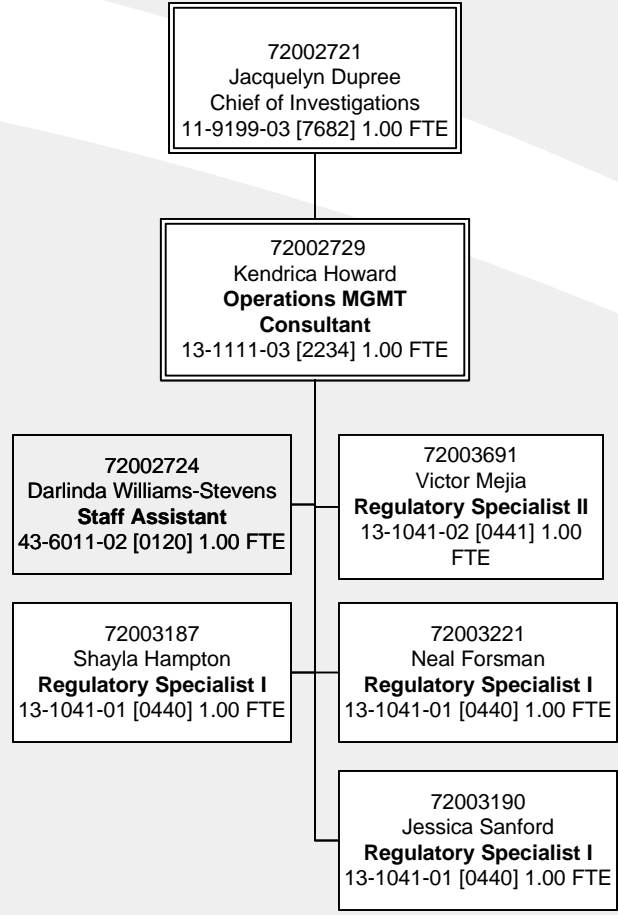 72002721
Jacquelyn Dupree
Chief of Investigations
11-9199-03 [7682] 1.00 FTE
72002729
Kendrica Howard
Operations MGMT
Consultant
13-1111-03 [2234] 1.00 FTE
72002724
Darlinda Williams-Stevens
Staff Assistant
43-6011-02 [0120] 1.00 FTE
72003691
Victor Mejia
Regulatory Specialist II
13-1041-02 [0441] 1.00
FTE
72003187
Shayla Hampton
Regulatory Specialist I
13-1041-01 [0440] 1.00 FTE
72003221
Neal Forsman
Regulatory Specialist I
13-1041-01 [0440] 1.00 FTE
72003190
Jessica Sanford
Regulatory Specialist I
13-1041-01 [0440] 1.00 FTE